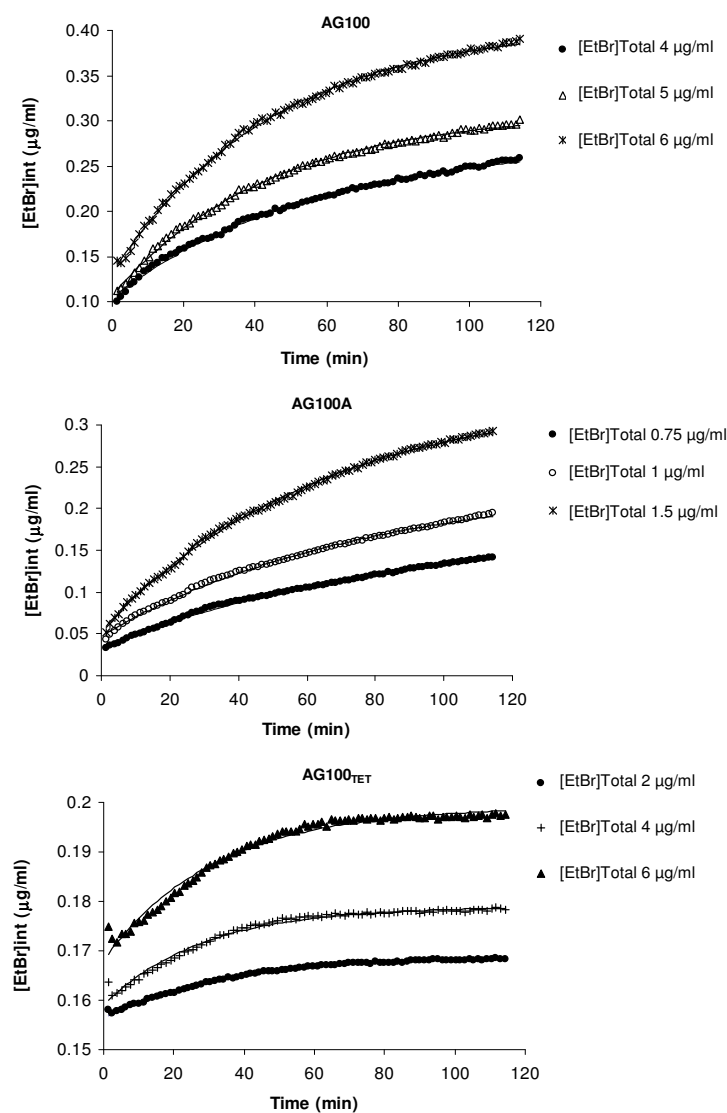 AG100
[EtBr]int (µg/ml)
0.40
0.35
0.30
0.25
0.20
0.15
0.10
0 20 40 60 80 100 120
Time (min)
[EtBr]Total 4 µg/ml
[EtBr]Total 5 µg/ml
[EtBr]Total 6 µg/ml
AG100A
[EtBr]int (µg/ml)
0.3
0.25
0.2
0.15
0.1
0.05
0
0 20 40 60 80 100 120
Time (min)
[EtBr]Total 0.75 µg/ml
[EtBr]Total 1 µg/ml
[EtBr]Total 1.5 µg/ml
AG100TET
[EtBr]int (µg/ml)
0.2
0.19
0.18
0.17
0.16
0.15
0 20 40 60 80 100 120
Time (min)
[EtBr]Total 2 µg/ml
[EtBr]Total 4 µg/ml
[EtBr]Total 6 µg/ml